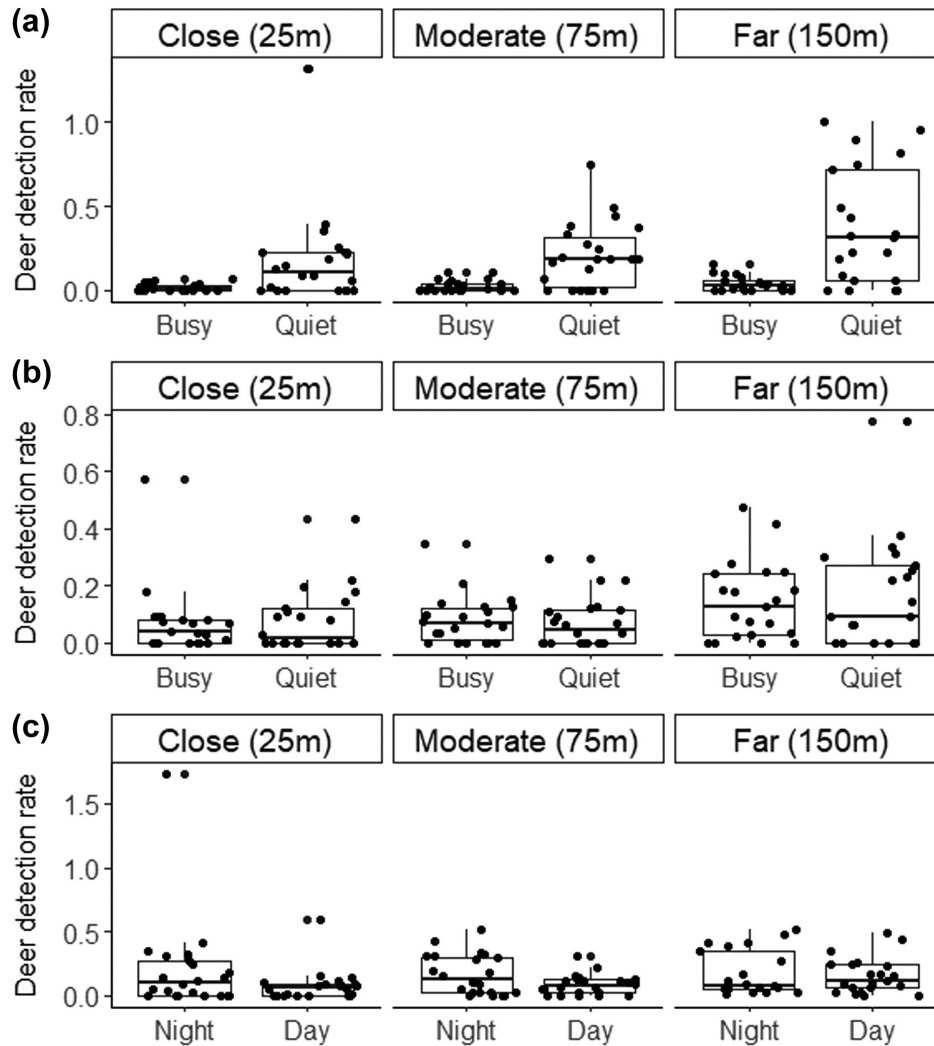 (a)
Close (25m) Moderate (75m) Far (150m)
Deer detection rate
1.0
0.5
0.0
Busy Quiet Busy Quiet Busy Quiet
(b)
Close (25m) Moderate (75m) Far (150m)
Deer detection rate
0.8
0.6
0.4
0.2
0.0
Busy Quiet Busy Quiet Busy Quiet
(c)
Close (25m) Moderate (75m) Far (150m)
Deer detection rate
1.5
1.0
0.5
0.0
Night Day Night Day Night Day